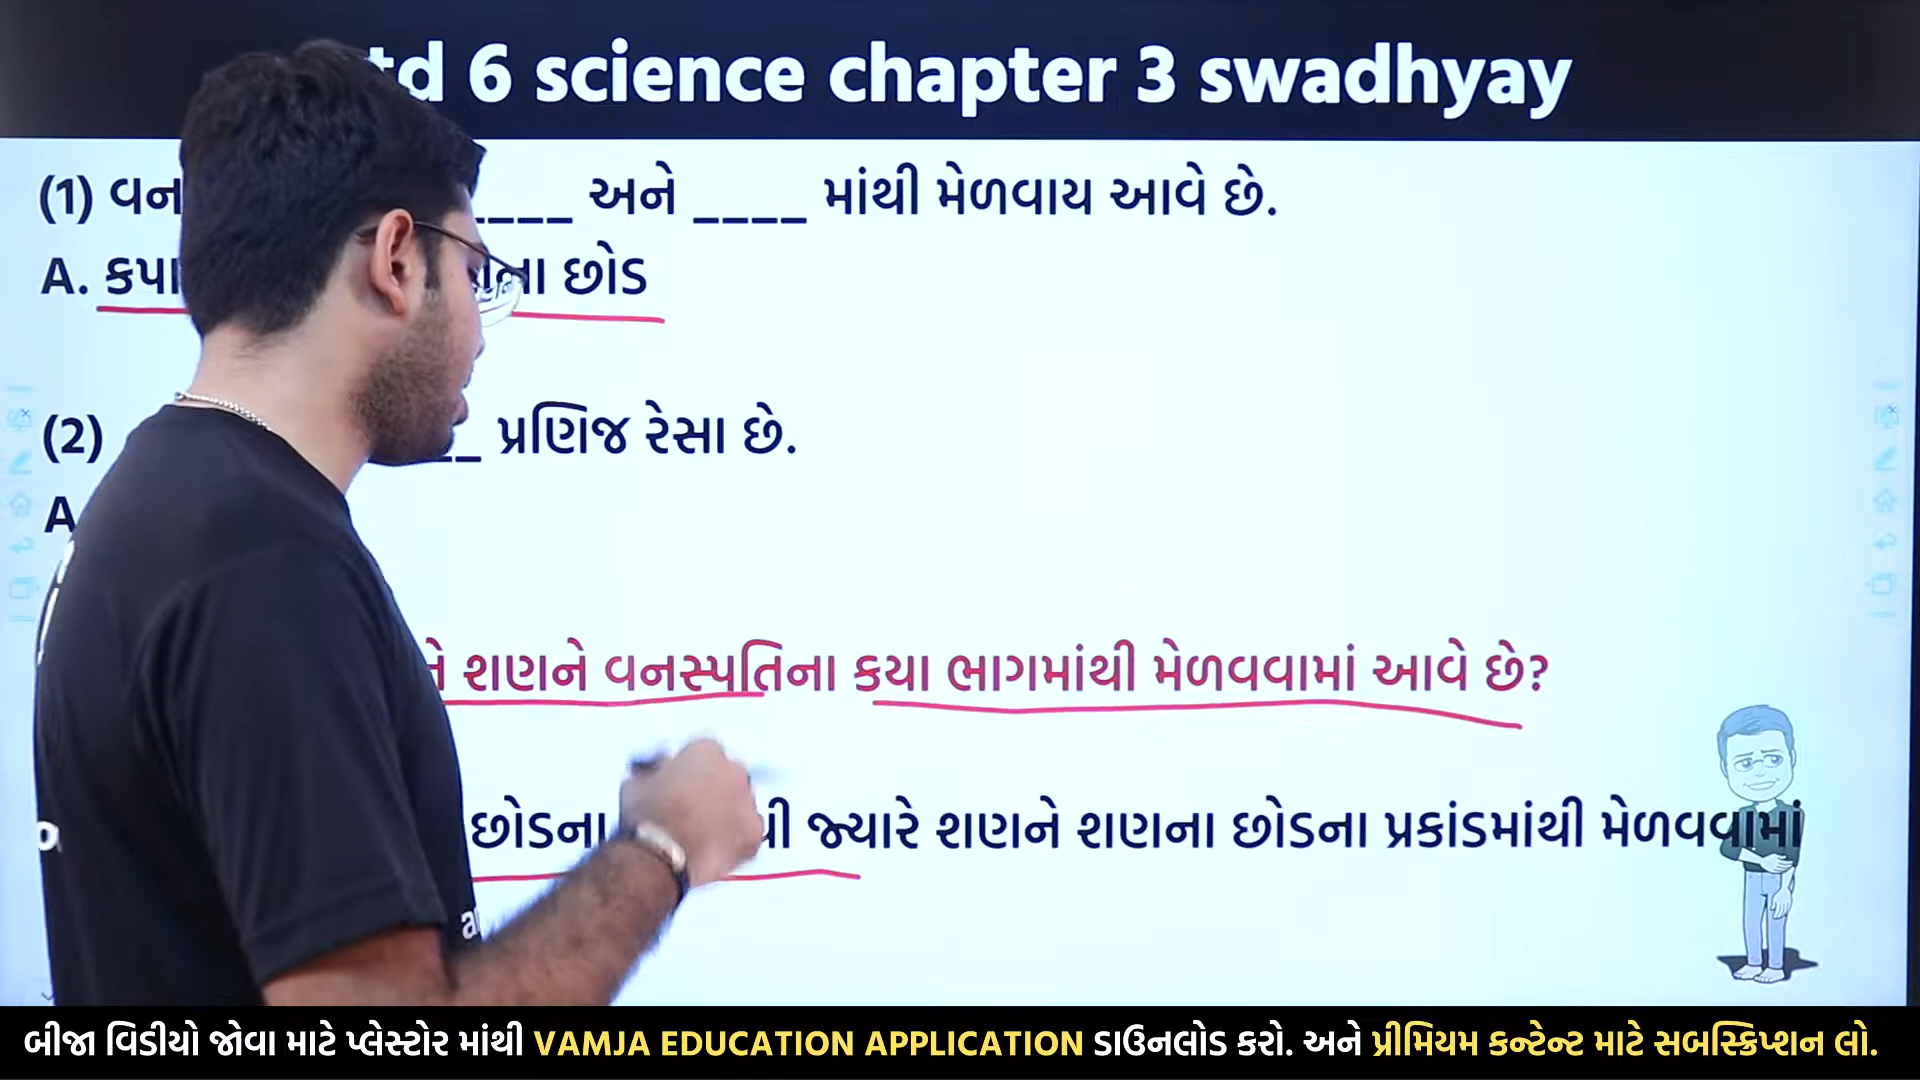 td 6 science chapter 3 swadhyay
(1) ____ અને ____ માંથી મેળવાય આવે છે.
A. છોડ
(2) __ પ્રણિજ રેસા છે.
A
શણને વનસ્પતિના કયા ભાગમાંથી મેળવવામાં આવે છે?
છોડના જ્યારે શણને શણના છોડના પ્રકાંડમાંથી મેળવવામાં
બીજા વિડીયો જોવા માટે પ્લેસ્ટોર માંથી VAMJA EDUCATION APPLICATION ડાઉનલોડ કરો. અને પ્રીમિયમ કન્ટેન્ટ માટે સબસ્ક્રિપ્શન લો.